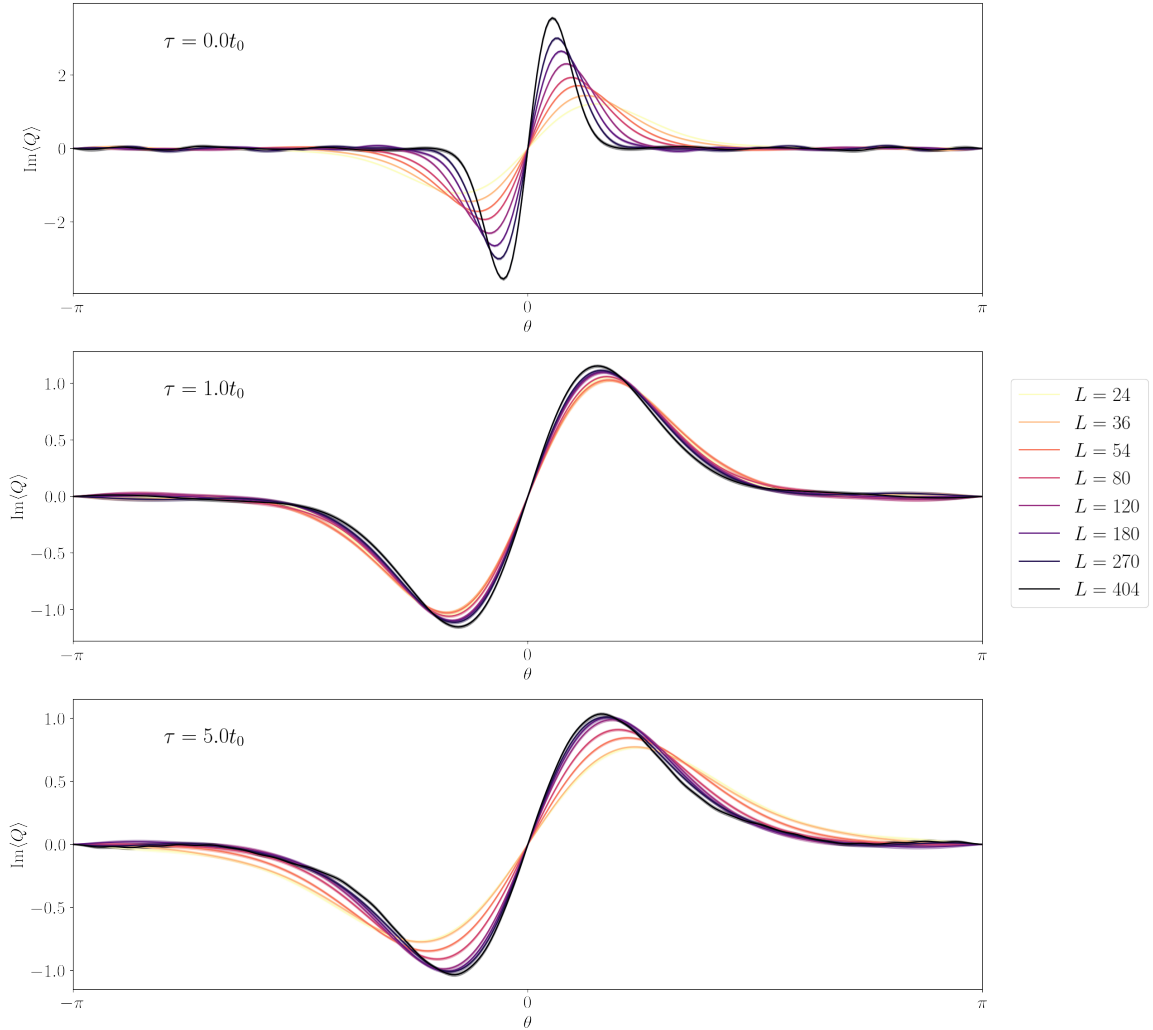 τ = 0.0t₀
2
0
−2
Im⟨Q⟩
−π
0
π
θ
τ = 1.0t₀
1.0
0.5
0.0
−0.5
−1.0
Im⟨Q⟩
−π
0
π
θ
τ = 5.0t₀
1.0
0.5
0.0
−0.5
−1.0
Im⟨Q⟩
−π
0
π
θ
L = 24
L = 36
L = 54
L = 80
L = 120
L = 180
L = 270
L = 404